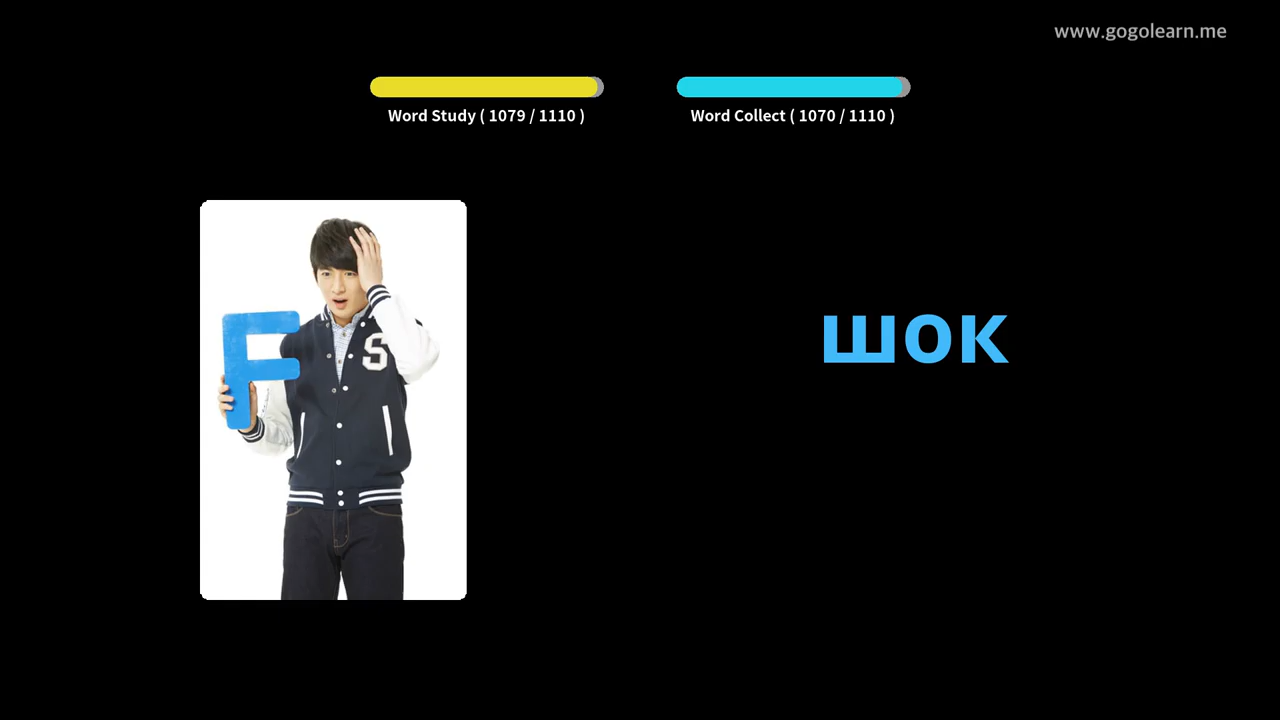 www.gogolearn.me
Word Study ( 1079 / 1110 )
Word Collect ( 1070 / 1110 )
F
S
шок